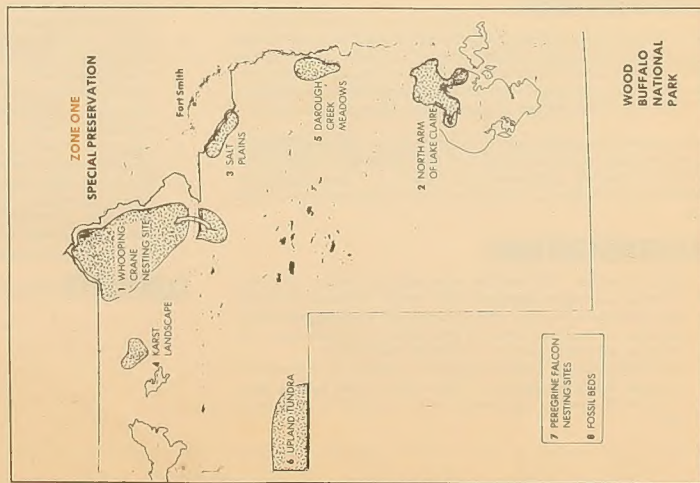 ZONE ONE
SPECIAL PRESERVATION
Fort Smith
1 WHOOPING
CRANE
NESTING SITE
3 SALT
PLAINS
5 DAROUGH
CREEK
MEADOWS
2 NORTH ARM
OF LAKE CLAIRE
4 KARST
LANDSCAPE
6 UPLAND TUNDRA
7 PEREGRINE FALCON
NESTING SITES
8 FOSSIL BEDS
WOOD
BUFFALO
NATIONAL
PARK